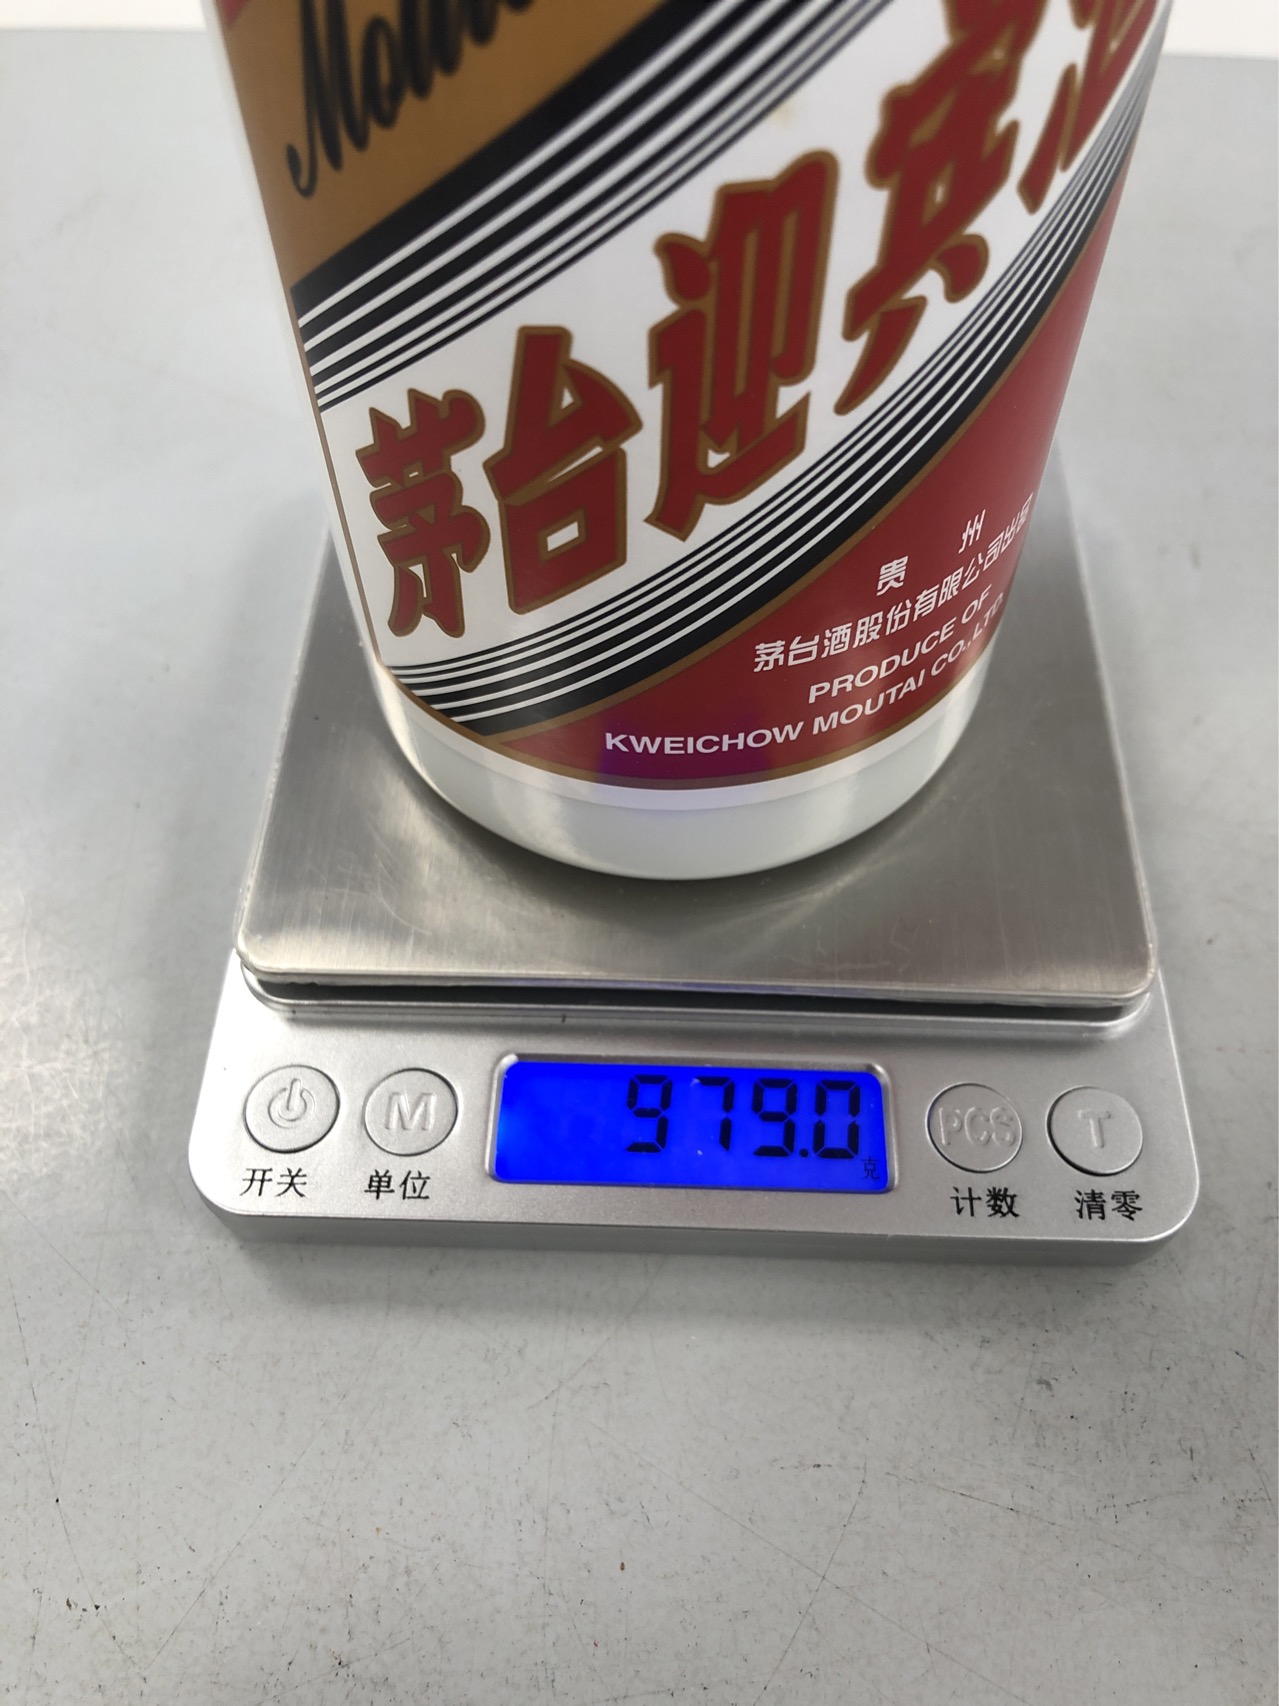 茅台迎宾
贵 州
茅台酒股份有限公司出品
PRODUCE OF
KWEICHOW MOUTAI CO.,LTD
979.0
克
M
PCS
T
开关
单位
计数
清零